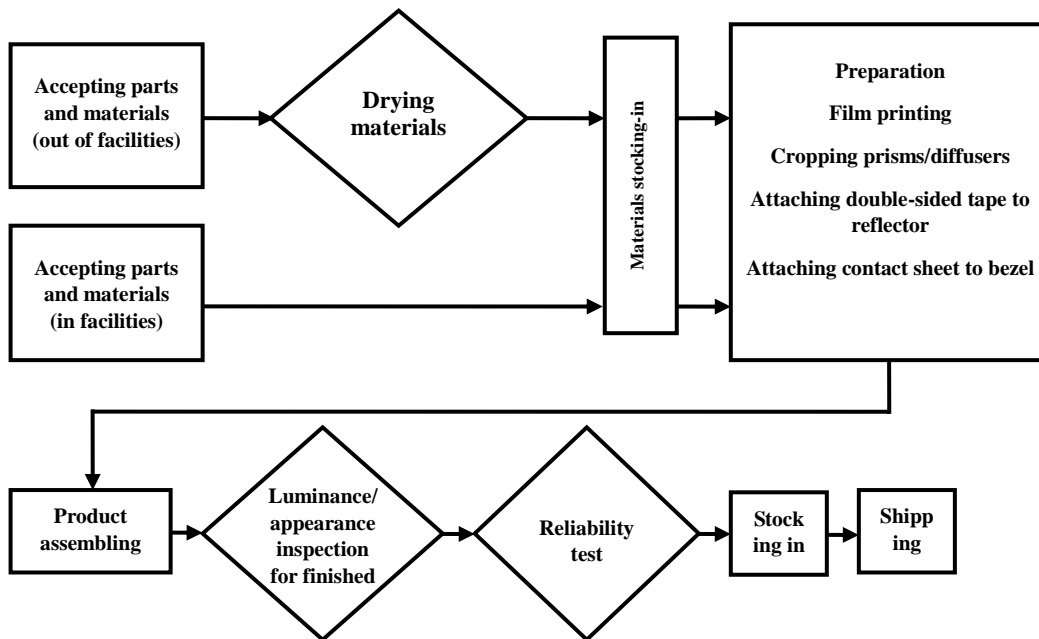 Accepting parts
and materials
(out of facilities)
Drying
materials
Materials stocking-in
Preparation
Film printing
Cropping prisms/diffusers
Attaching double-sided tape to
reflector
Attaching contact sheet to bezel
Accepting parts
and materials
(in facilities)
Product
assembling
Luminance/
appearance
inspection
for finished
Reliability
test
Stock
ing in
Shipp
ing